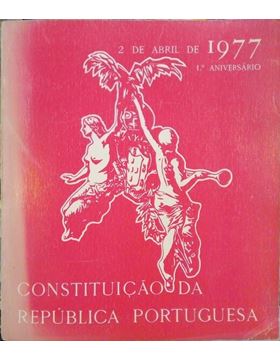 2 DE ABRIL DE 1977
1.º ANIVERSÁRIO
CONSTITUIÇÃO DA
REPÚBLICA PORTUGUESA